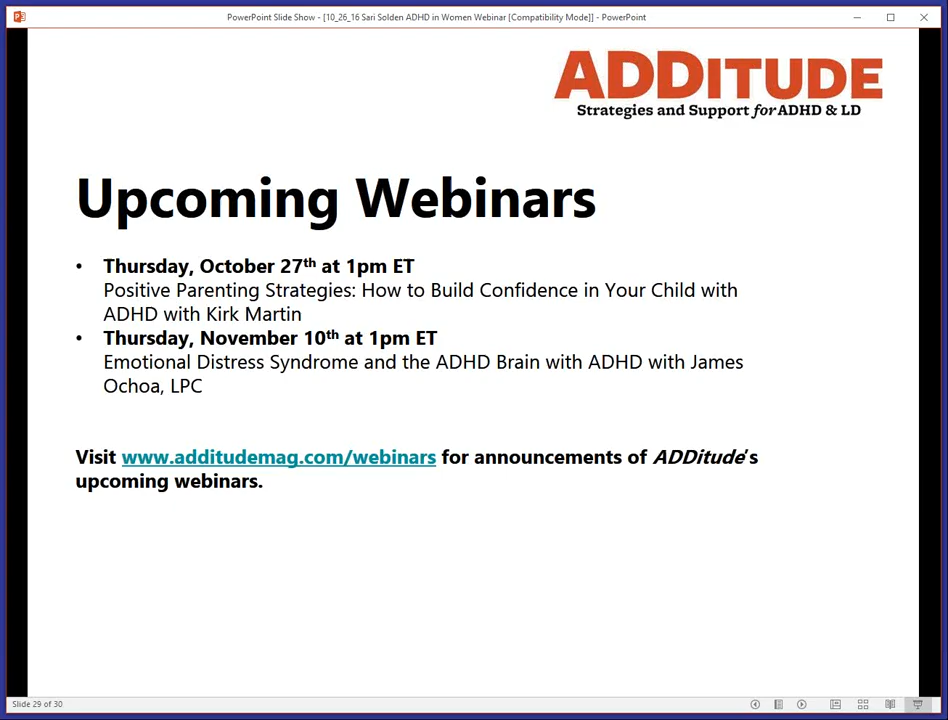 PowerPoint Slide Show - [10_26_16 Sari Solden ADHD in Women Webinar [Compatibility Mode]] - PowerPoint
ADDITUDE
Strategies and Support for ADHD & LD
Upcoming Webinars
• Thursday, October 27th at 1pm ET
Positive Parenting Strategies: How to Build Confidence in Your Child with
ADHD with Kirk Martin
• Thursday, November 10th at 1pm ET
Emotional Distress Syndrome and the ADHD Brain with ADHD with James
Ochoa, LPC
Visit www.additudemag.com/webinars for announcements of ADDitude's
upcoming webinars.
Slide 29 of 30